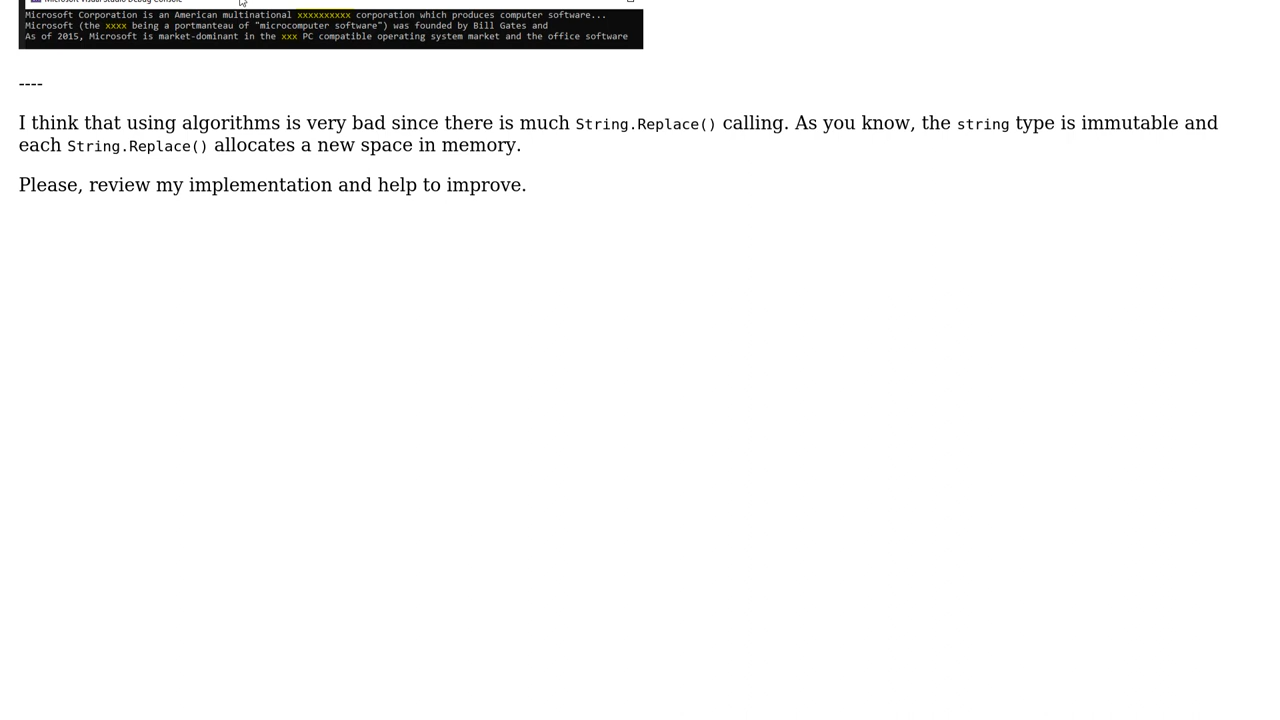 Microsoft Corporation is an American multinational xxxxxxxxxx corporation which produces computer software...
Microsoft (the xxxx being a portmanteau of "microcomputer software") was founded by Bill Gates and
As of 2015, Microsoft is market-dominant in the xxx PC compatible operating system market and the office software
----
I think that using algorithms is very bad since there is much String.Replace() calling. As you know, the string type is immutable and
each String.Replace() allocates a new space in memory.
Please, review my implementation and help to improve.